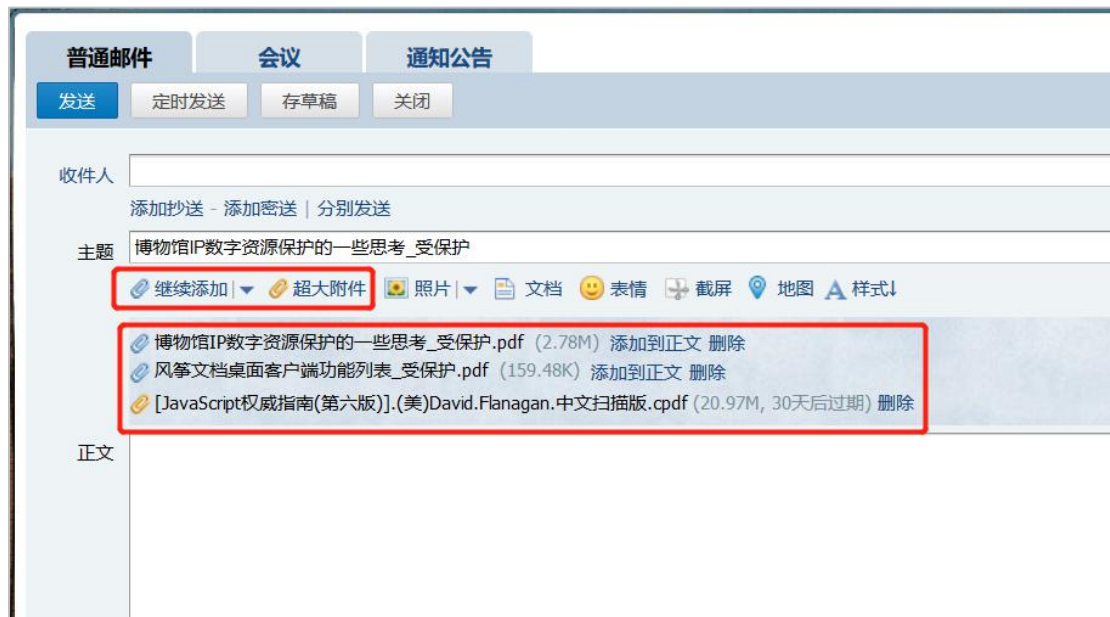 普通邮件 会议 通知公告
发送 定时发送 存草稿 关闭
收件人
添加抄送 - 添加密送 | 分别发送
主题 博物馆IP数字资源保护的一些思考_受保护
继续添加 | 超大附件 照片 | 文档 表情 截屏 地图 样式↓
博物馆IP数字资源保护的一些思考_受保护.pdf (2.78M) 添加到正文 删除
风筝文档桌面客户端功能列表_受保护.pdf (159.48K) 添加到正文 删除
[JavaScript权威指南(第六版)].(美)David.Flanagan.中文扫描版.cpdf (20.97M, 30天后过期) 删除
正文